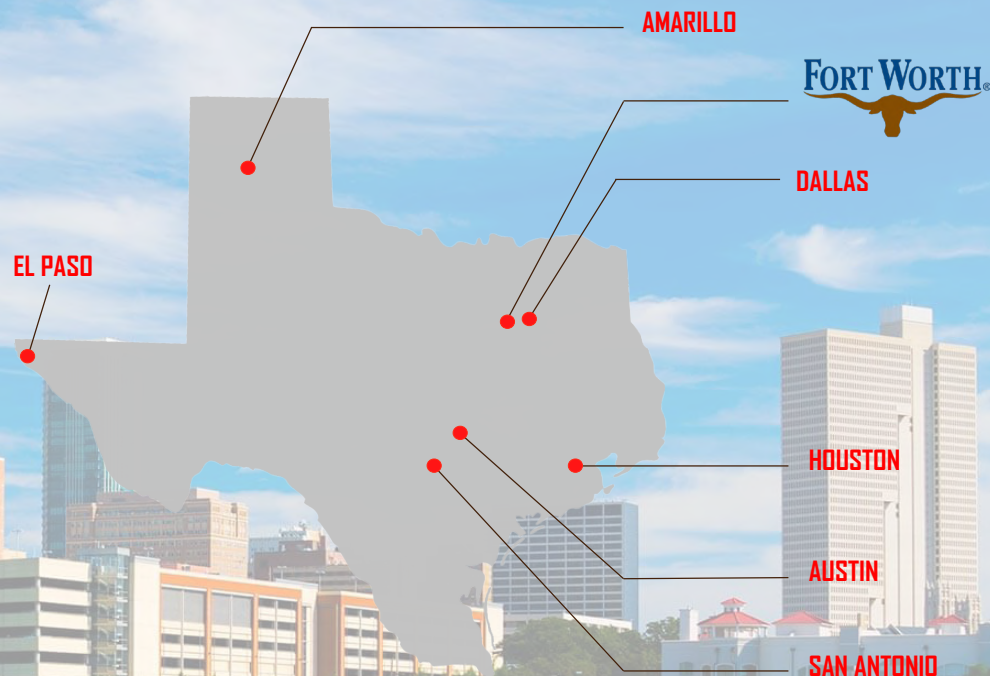 AMARILLO
FORT WORTH®
DALLAS
EL PASO
HOUSTON
AUSTIN
SAN ANTONIO